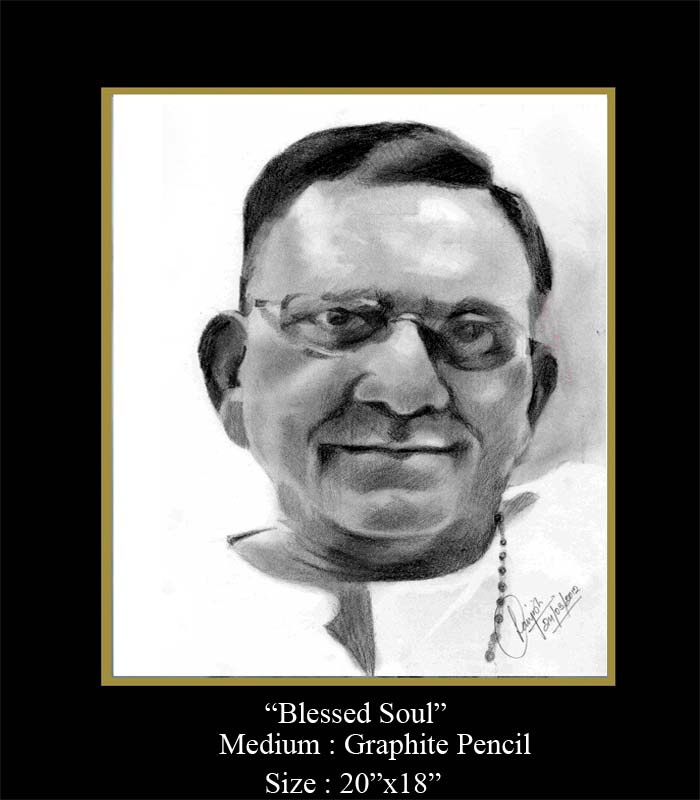 “Blessed Soul”
Medium : Graphite Pencil
Size : 20”x18”